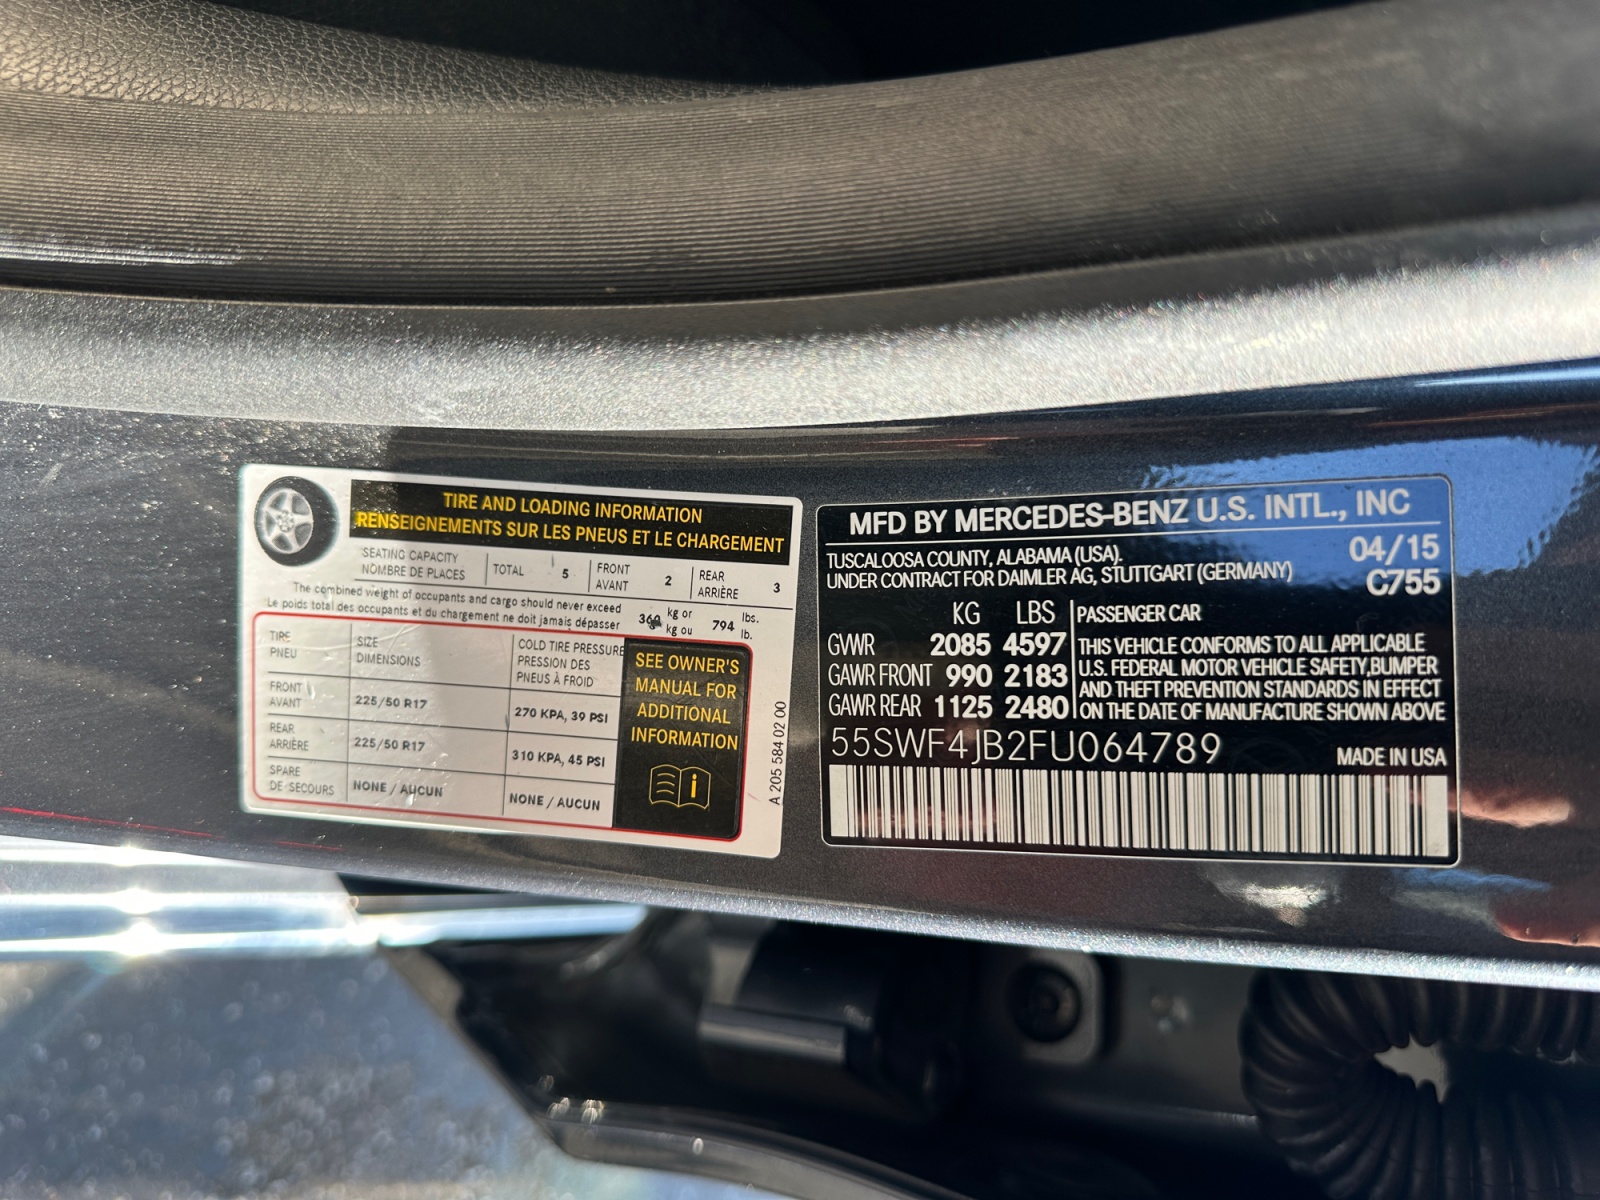 TIRE AND LOADING INFORMATION
RENSEIGNEMENTS SUR LES PNEUS ET LE CHARGEMENT
SEATING CAPACITY
NOMBRE DE PLACES
TOTAL 5
FRONT
AVANT
2
REAR
ARRIÈRE
3
The combined weight of occupants and cargo should never exceed
Le poids total des occupants et du chargement ne doit jamais dépasser
kg or
kg ou
794
lbs.
lb.
TIRE
PNEU
SIZE
DIMENSIONS
COLD TIRE PRESSURE
PRESSION DES
PNEUS À FROID
FRONT
AVANT
225/50 R17
270 KPA, 39 PSI
REAR
ARRIÈRE
225/50 R17
310 KPA, 45 PSI
SPARE
DE SECOURS
NONE / AUCUN
NONE / AUCUN
SEE OWNER'S
MANUAL FOR
ADDITIONAL
INFORMATION
i
A 205 584 02 00
MFD BY MERCEDES-BENZ U.S. INTL., INC
TUSCALOOSA COUNTY, ALABAMA (USA).
UNDER CONTRACT FOR DAIMLER AG, STUTTGART (GERMANY)
04/15
C755
KG LBS
GVWR 2085 4597
GAWR FRONT 990 2183
GAWR REAR 1125 2480
PASSENGER CAR
THIS VEHICLE CONFORMS TO ALL APPLICABLE
U.S. FEDERAL MOTOR VEHICLE SAFETY,BUMPER
AND THEFT PREVENTION STANDARDS IN EFFECT
ON THE DATE OF MANUFACTURE SHOWN ABOVE
55SWF4JB2FU064789
MADE IN USA